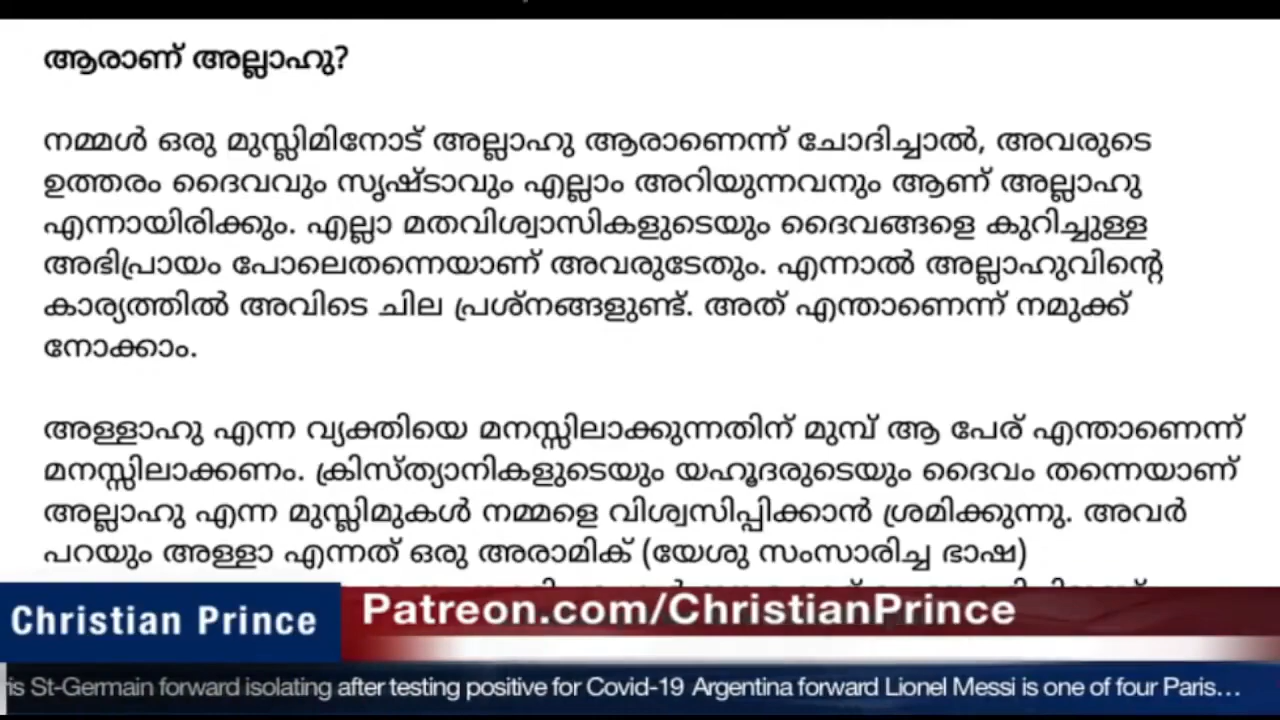 ആരാണ് അല്ലാഹു?
നമ്മൾ ഒരു മുസ്ലിമിനോട് അല്ലാഹു ആരാണെന്ന് ചോദിച്ചാൽ, അവരുടെ
ഉത്തരം ദൈവവും സൃഷ്ടാവും എല്ലാം അറിയുന്നവനും ആണ് അല്ലാഹു
എന്നായിരിക്കും. എല്ലാ മതവിശ്വാസികളുടെയും ദൈവങ്ങളെ കുറിച്ചുള്ള
അഭിപ്രായം പോലെതന്നെയാണ് അവരുടേതും. എന്നാൽ അല്ലാഹുവിന്റെ
കാര്യത്തിൽ അവിടെ ചില പ്രശ്നങ്ങളുണ്ട്. അത് എന്താണെന്ന് നമുക്ക്
നോക്കാം.
അള്ളാഹു എന്ന വ്യക്തിയെ മനസ്സിലാക്കുന്നതിന് മുമ്പ് ആ പേര് എന്താണെന്ന്
മനസ്സിലാക്കണം. ക്രിസ്ത്യാനികളുടെയും യഹൂദരുടെയും ദൈവം തന്നെയാണ്
അല്ലാഹു എന്ന മുസ്ലിമുകൾ നമ്മളെ വിശ്വസിപ്പിക്കാൻ ശ്രമിക്കുന്നു. അവർ
പറയും അള്ളാ എന്നത് ഒരു അരാമിക് (യേശു സംസാരിച്ച ഭാഷ)
Christian Prince
Patreon.com/ChristianPrince
is St-Germain forward isolating after testing positive for Covid-19 Argentina forward Lionel Messi is one of four Paris…